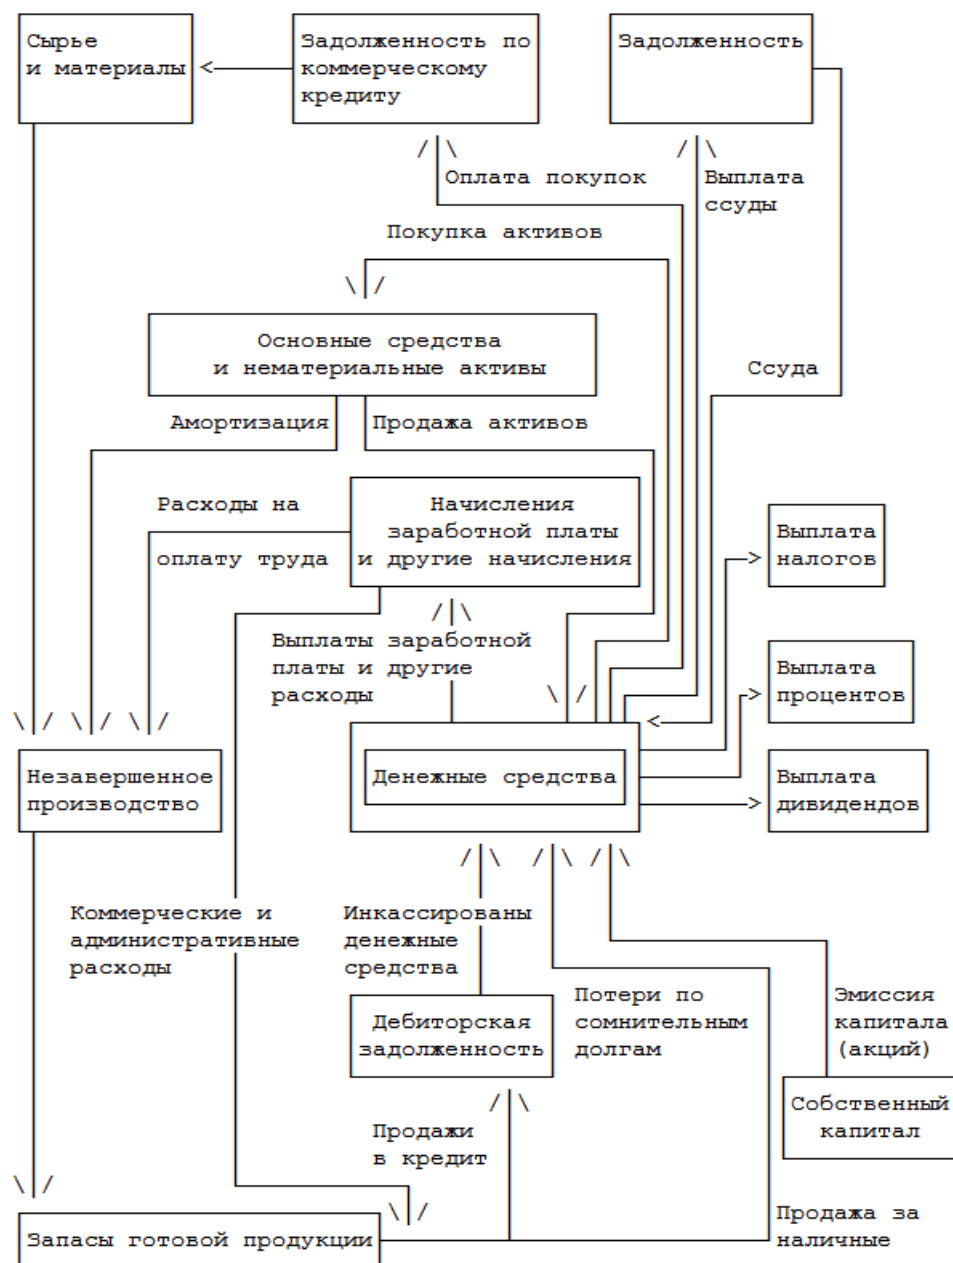 Сырье
и материалы
Задолженность по
коммерческому
кредиту
Задолженность
Оплата покупок
Выплата
ссуды
Покупка активов
Основные средства
и нематериальные активы
Ссуда
Амортизация
Продажа активов
Расходы на
оплату труда
Начисления
заработной платы
и другие начисления
Выплата
налогов
Выплаты заработной
платы и другие
расходы
Выплата
процентов
Незавершенное
производство
Денежные средства
Выплата
дивидендов
Коммерческие и
административные
расходы
Инкассированы
денежные
средства
Дебиторская
задолженность
Потери по
сомнительным
долгам
Эмиссия
капитала
(акций)
Собственный
капитал
Продажи
в кредит
Запасы готовой продукции
Продажа за
наличные